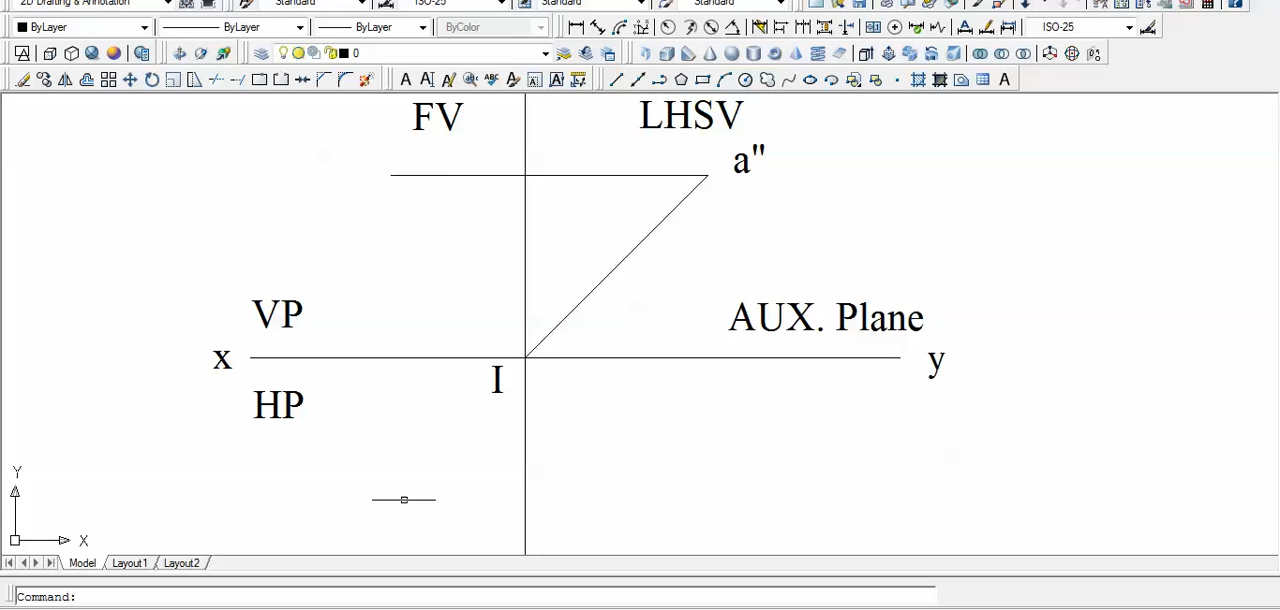 2D Drafting & Annotation Standard ISO-25 Standard Standard
ByLayer ByLayer ByLayer ByColor ISO-25
0
FV LHSV
a"
VP AUX. Plane
x y
I
HP
Y
X
Model Layout1 Layout2
Command: